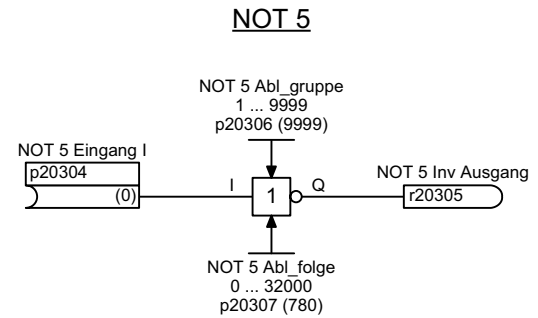 NOT 5
NOT 5 Abl_gruppe
1 ... 9999
p20306 (9999)
NOT 5 Eingang I
p20304
(0)
I
1
Q
NOT 5 Inv Ausgang
r20305
NOT 5 Abl_folge
0 ... 32000
p20307 (780)